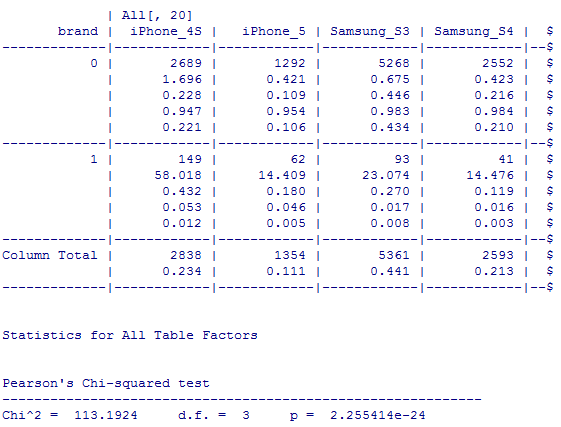 | All[, 20]
brand | iPhone_4S | iPhone_5 | Samsung_S3 | Samsung_S4 | $
-------------|-----------|-----------|-----------|-----------|--$
0 | 2689 | 1292 | 5268 | 2552 | $
| 1.696 | 0.421 | 0.675 | 0.423 | $
| 0.228 | 0.109 | 0.446 | 0.216 | $
| 0.947 | 0.954 | 0.983 | 0.984 | $
| 0.221 | 0.106 | 0.434 | 0.210 | $
-------------|-----------|-----------|-----------|-----------|--$
1 | 149 | 62 | 93 | 41 | $
| 58.018 | 14.409 | 23.074 | 14.476 | $
| 0.432 | 0.180 | 0.270 | 0.119 | $
| 0.053 | 0.046 | 0.017 | 0.016 | $
| 0.012 | 0.005 | 0.008 | 0.003 | $
-------------|-----------|-----------|-----------|-----------|--$
Column Total | 2838 | 1354 | 5361 | 2593 | $
| 0.234 | 0.111 | 0.441 | 0.213 | $
-------------|-----------|-----------|-----------|-----------|--$
Statistics for All Table Factors
Pearson's Chi-squared test
------------------------------------------------------------
Chi^2 = 113.1924 d.f. = 3 p = 2.255414e-24